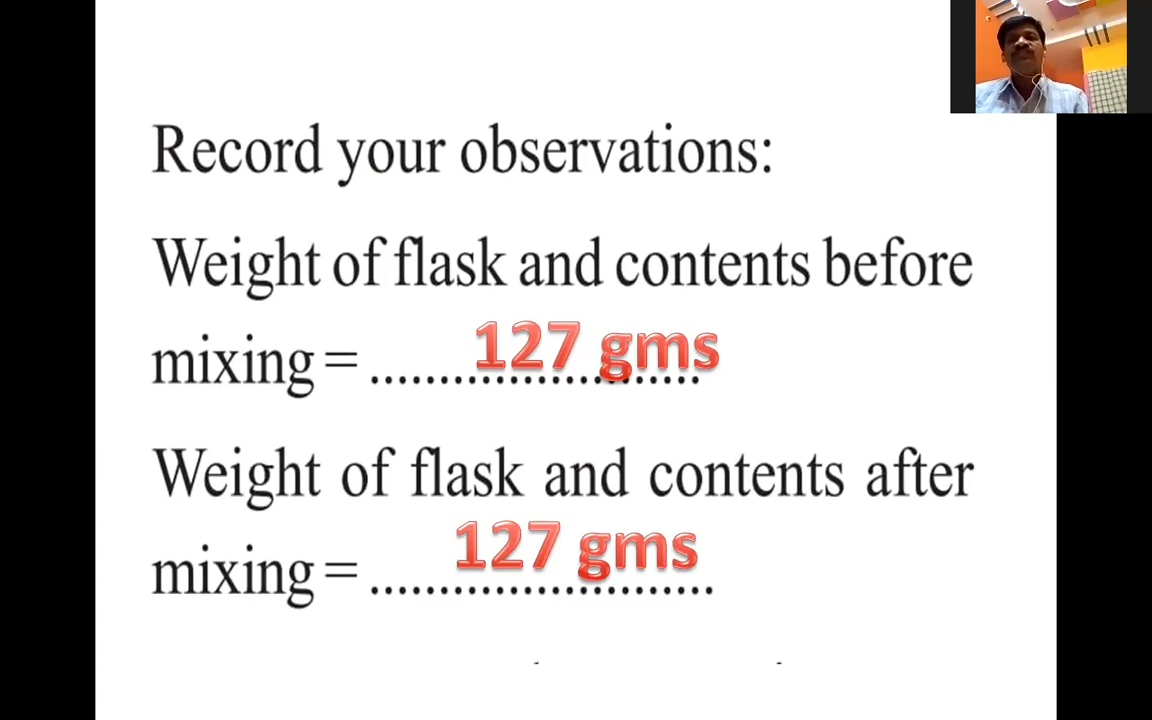 Record your observations:
Weight of flask and contents before
mixing = ........................ 127 gms
Weight of flask and contents after
mixing = ......................... 127 gms